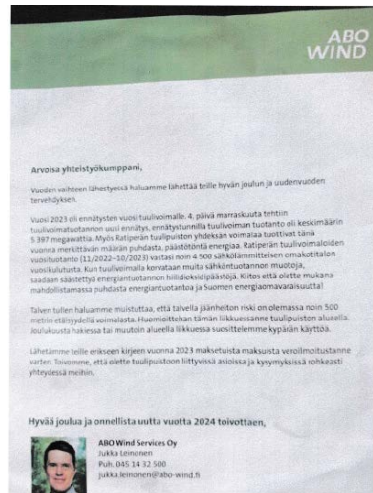 ABO
WIND
Arvoisa yhteistyökumppani,
Vuoden vaihteen lähestyessä haluamme lähettää teille hyvän joulun ja uudenvuoden
tervehdyksen.
Vuosi 2023 oli ennätysten vuosi tuulivoimalle. 4. päivä marraskuuta tehtiin
tuulivoimatuotannon uusi ennätys, ennätystunnilla tuulivoiman tuotanto oli keskimäärin
5 397 megawattia. Myös Ratiperän tuulipuiston yhdeksän voimalaa tuottivat tänä
vuonna merkittävän määrän puhdasta, päästötöntä energiaa. Ratiperän tuulivoimaloiden
vuosituotanto (11/2022–10/2023) vastasi noin 4 500 sähkölämmitteisen omakotitalon
vuosikulutusta. Kun tuulivoimalla korvataan muita sähköntuotannon muotoja,
saadaan säästettyä energiantuotannon hiilidioksidipäästöjä. Kiitos että olette mukana
mahdollistamassa puhdasta energiantuotantoa ja Suomen energiaomavaraisuutta!
Talven tullen haluamme muistuttaa, että talvella jäänheiton riski on olemassa noin 500
metrin etäisyydellä voimalasta. Huomioittehan tämän liikkuessanne tuulipuiston alueella.
Joulukuusta hakiessa tai muutoin alueella liikkuessa suosittelemme kypärän käyttöä.
Lähetämme teille erikseen kirjeen vuonna 2023 maksetuista maksuista veroilmoitustanne
varten. Toivomme, että olette tuulipuistoon liittyvissä asioissa ja kysymyksissä rohkeasti
yhteydessä meihin.
Hyvää joulua ja onnellista uutta vuotta 2024 toivottaen,
ABO Wind Services Oy
Jukka Leinonen
Puh. 045 14 32 500
jukka.leinonen@abo-wind.fi